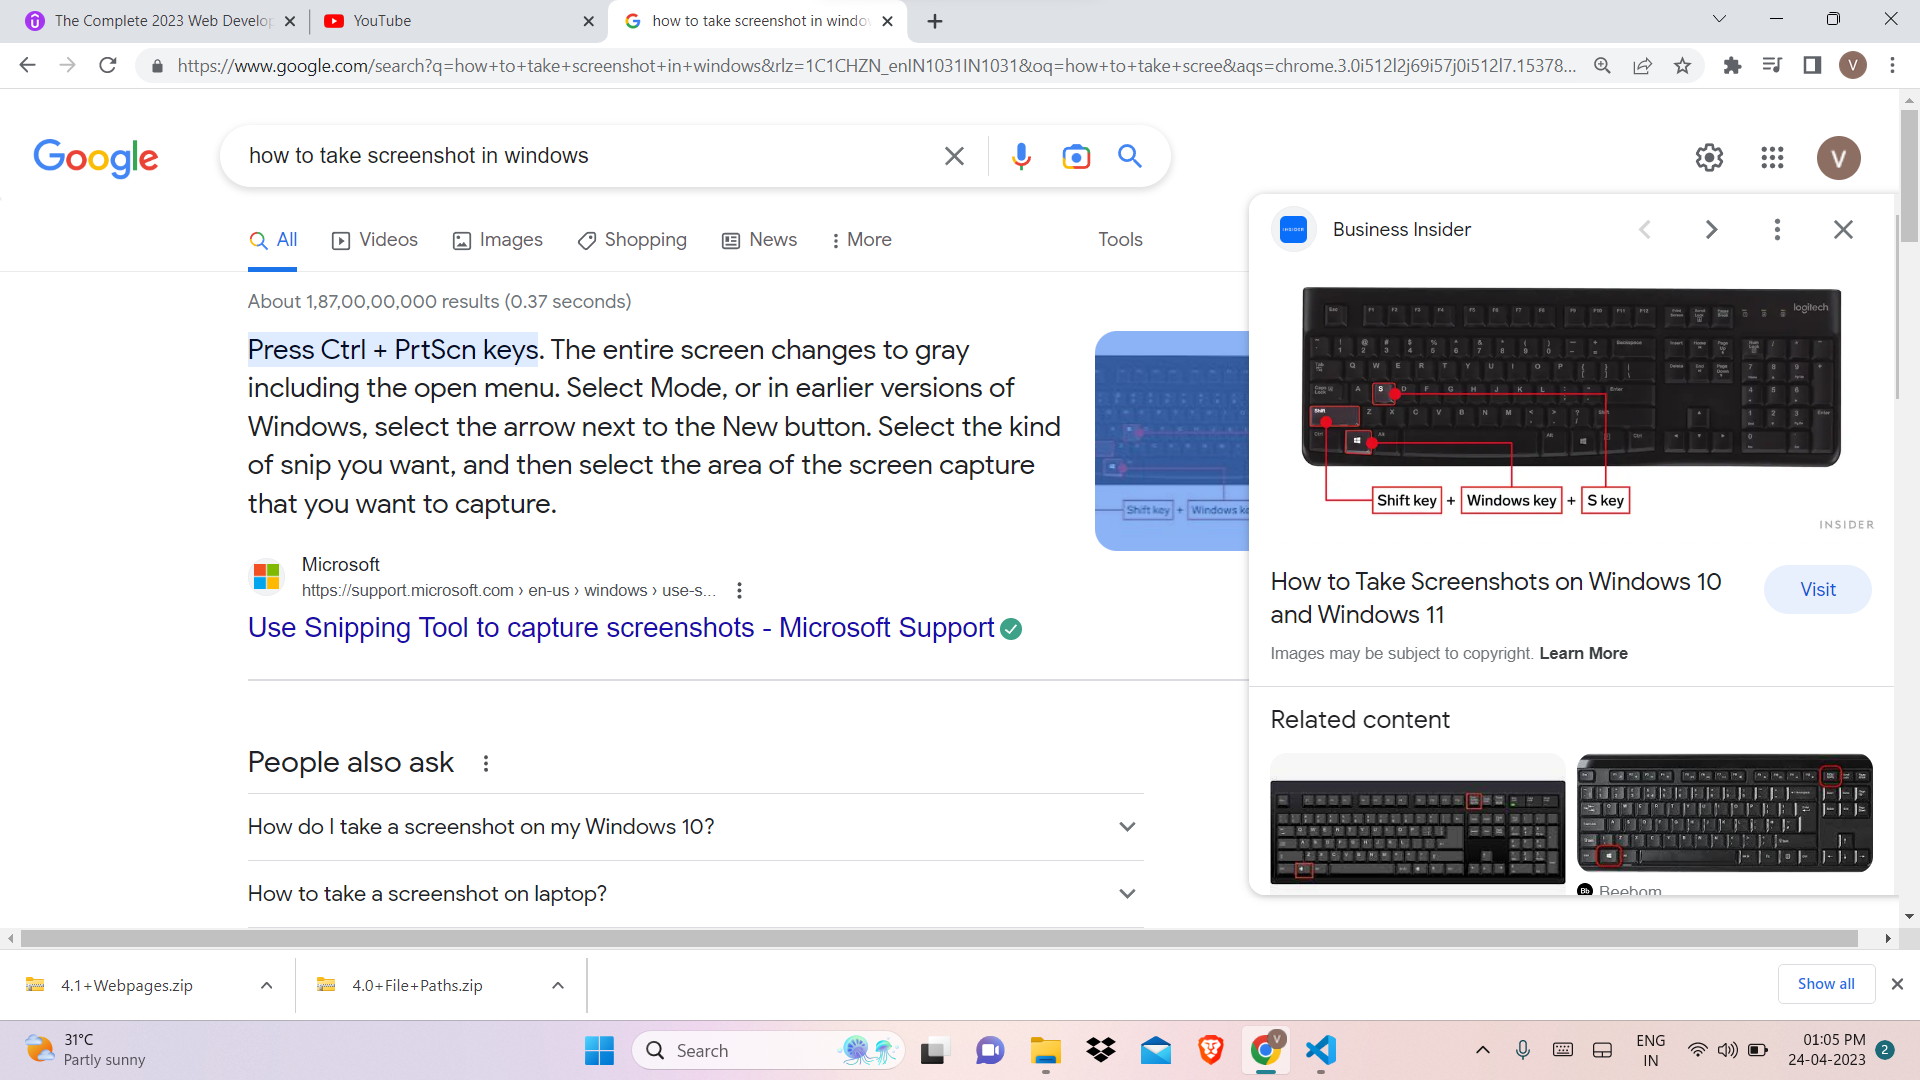 The Complete 2023 Web Develop
YouTube
how to take screenshot in windo
https://www.google.com/search?q=how+to+take+screenshot+in+windows&rlz=1C1CHZN_enIN1031IN1031&oq=how+to+take+scree&aqs=chrome.3.0i512l2j69i57j0i512l7.15378...
V
Google
how to take screenshot in windows
V
All
Videos
Images
Shopping
News
More
Tools
About 1,87,00,00,000 results (0.37 seconds)
Press Ctrl + PrtScn keys. The entire screen changes to gray
including the open menu. Select Mode, or in earlier versions of
Windows, select the arrow next to the New button. Select the kind
of snip you want, and then select the area of the screen capture
that you want to capture.
Shift key + Windows ke
Microsoft
https://support.microsoft.com › en-us › windows › use-s...
Use Snipping Tool to capture screenshots - Microsoft Support
People also ask
How do I take a screenshot on my Windows 10?
How to take a screenshot on laptop?
INSIDER
Business Insider
logitech
Shift key + Windows key + S key
INSIDER
How to Take Screenshots on Windows 10
and Windows 11
Visit
Images may be subject to copyright. Learn More
Related content
Bb Beebom
4.1+Webpages.zip
4.0+File+Paths.zip
Show all
31°C
Partly sunny
Search
V
ENG
IN
01:05 PM
24-04-2023
2